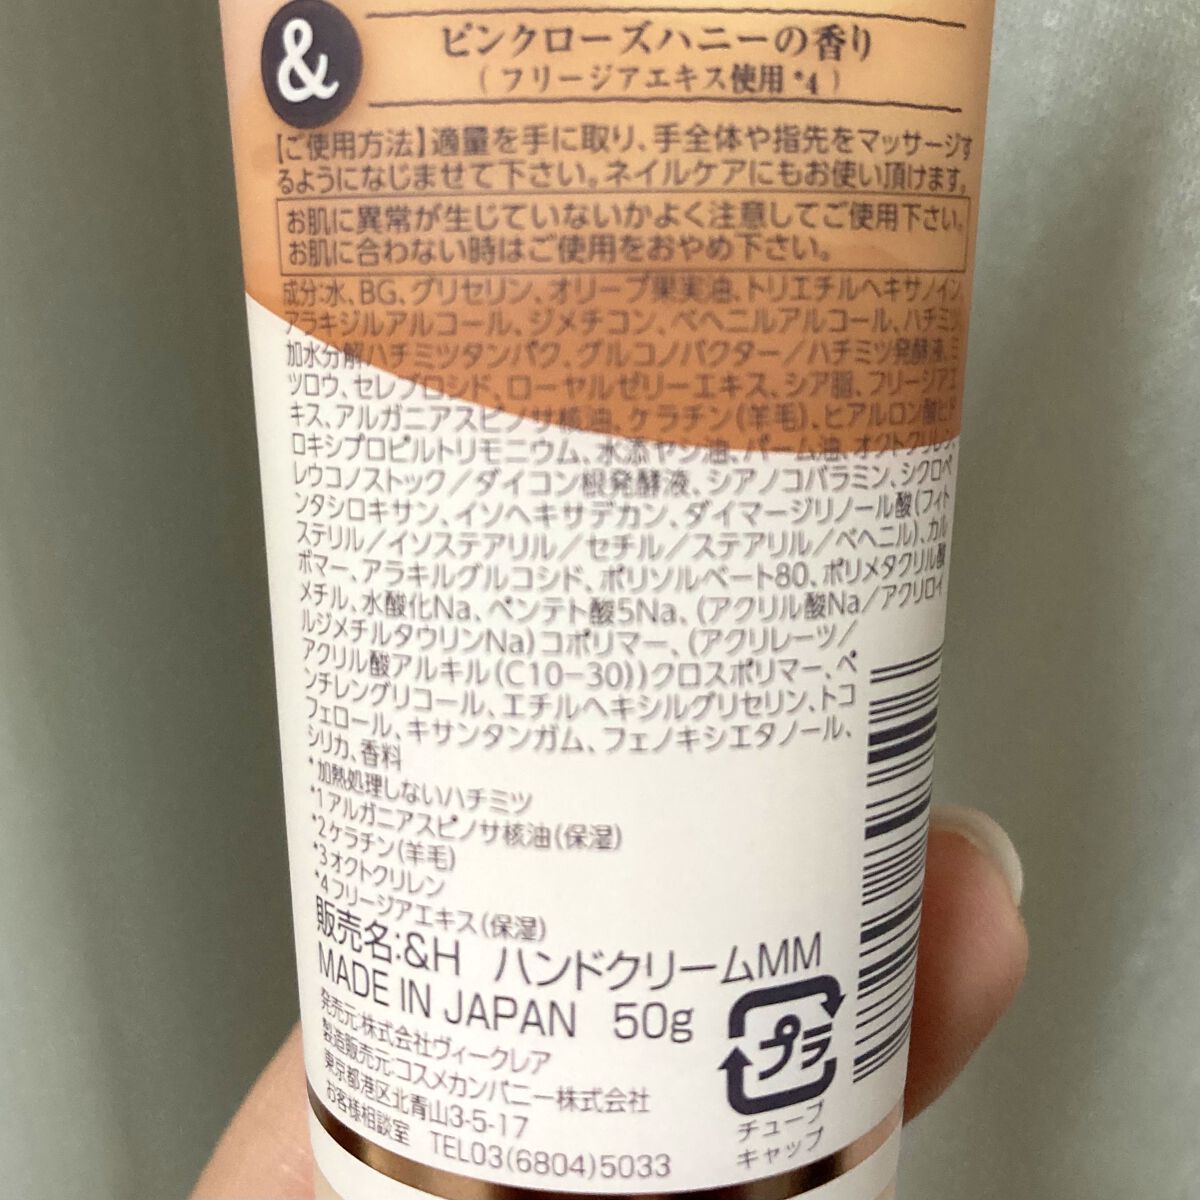 &
ピンクローズハニーの香り
(フリージアエキス使用*4)
【ご使用方法】適量を手に取り、手全体や指先をマッサージす
るようになじませて下さい。ネイルケアにもお使い頂けます。
お肌に異常が生じていないかよく注意してご使用下さい。
お肌に合わない時はご使用をおやめ下さい。
成分:水、BG、グリセリン、オリーブ果実油、トリエチルヘキサノイン、
アラキジルアルコール、ジメチコン、ベヘニルアルコール、ハチミツ、
加水分解ハチミツタンパク、グルコノバクター/ハチミツ発酵液、ミ
ツロウ、セレブロシド、ローヤルゼリーエキス、シア脂、フリージアエ
キス、アルガニアスピノサ核油、ケラチン(羊毛)、ヒアルロン酸ヒド
ロキシプロピルトリモニウム、水添ヤシ油、パーム油、オクトクリレン、
レウコノストック/ダイコン根発酵液、シアノコバラミン、シクロペ
ンタシロキサン、イソヘキサデカン、ダイマージリノール酸(フィト
ステリル/イソステアリル/セチル/ステアリル/ベヘニル)、カル
ボマー、アラキルグルコシド、ポリソルベート80、ポリメタクリル酸
メチル、水酸化Na、ペンテト酸5Na、(アクリル酸Na/アクリロイ
ルジメチルタウリンNa)コポリマー、(アクリレーツ/
アクリル酸アルキル(C10-30))クロスポリマー、ペ
ンチレングリコール、エチルヘキシルグリセリン、トコ
フェロール、キサンタンガム、フェノキシエタノール、
シリカ、香料
*加熱処理しないハチミツ
*1アルガニアスピノサ核油(保湿)
*2ケラチン(羊毛)
*3オクトクリレン
*4フリージアエキス(保湿)
販売名:&H ハンドクリームMM
MADE IN JAPAN 50g
発売元:株式会社ヴィークレア
製造販売元:コスメカンパニー株式会社
東京都港区北青山3-5-17
お客様相談室 TEL03(6804)5033
プラ
チューブ
キャップ